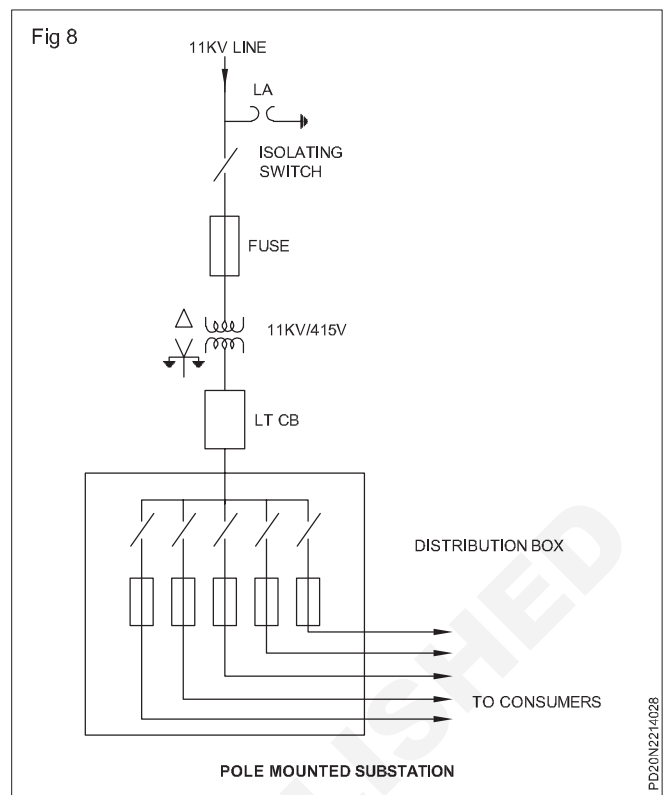 Fig 8
11KV LINE
LA
ISOLATING
SWITCH
FUSE
11KV/415V
LT CB
DISTRIBUTION BOX
TO CONSUMERS
POLE MOUNTED SUBSTATION
PD20N2214028
LISHED